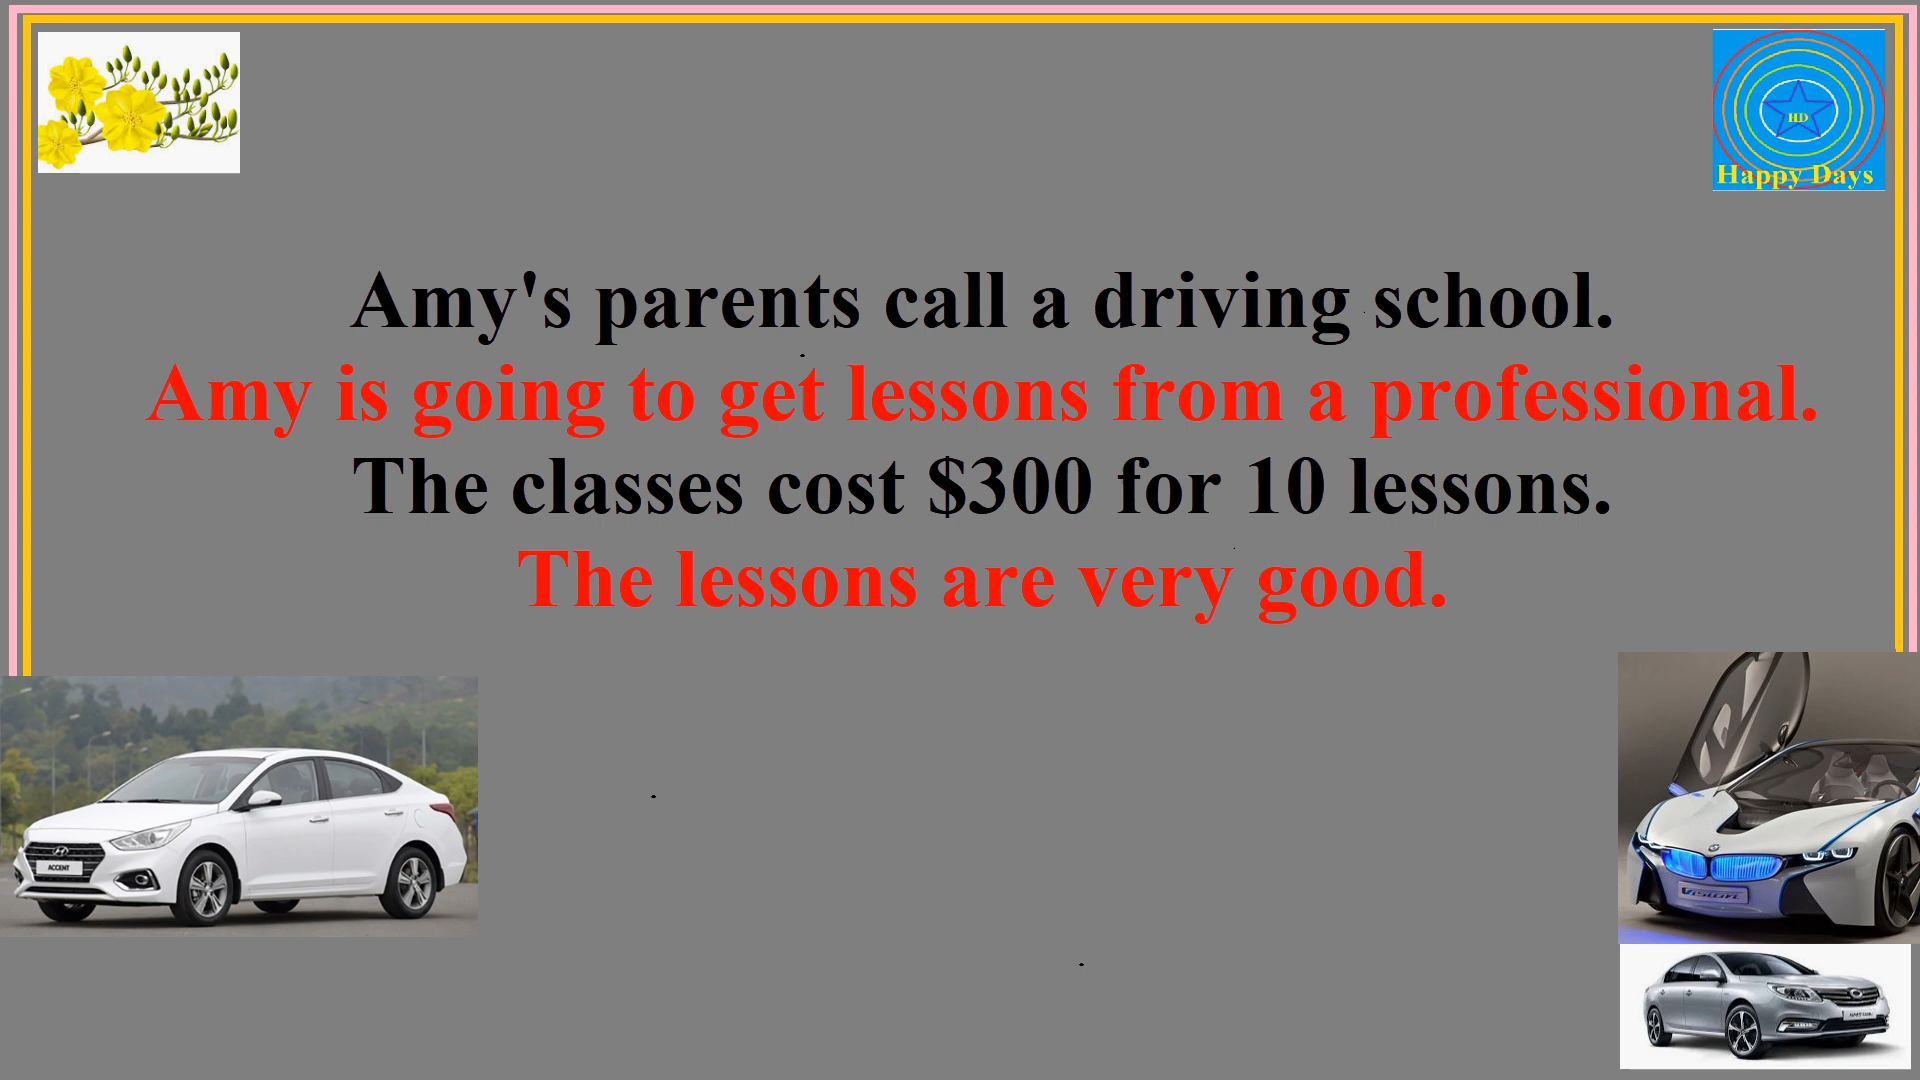 HD
Happy Days
Amy's parents call a driving school.
Amy is going to get lessons from a professional.
The classes cost $300 for 10 lessons.
The lessons are very good.
ACCENT
VISION